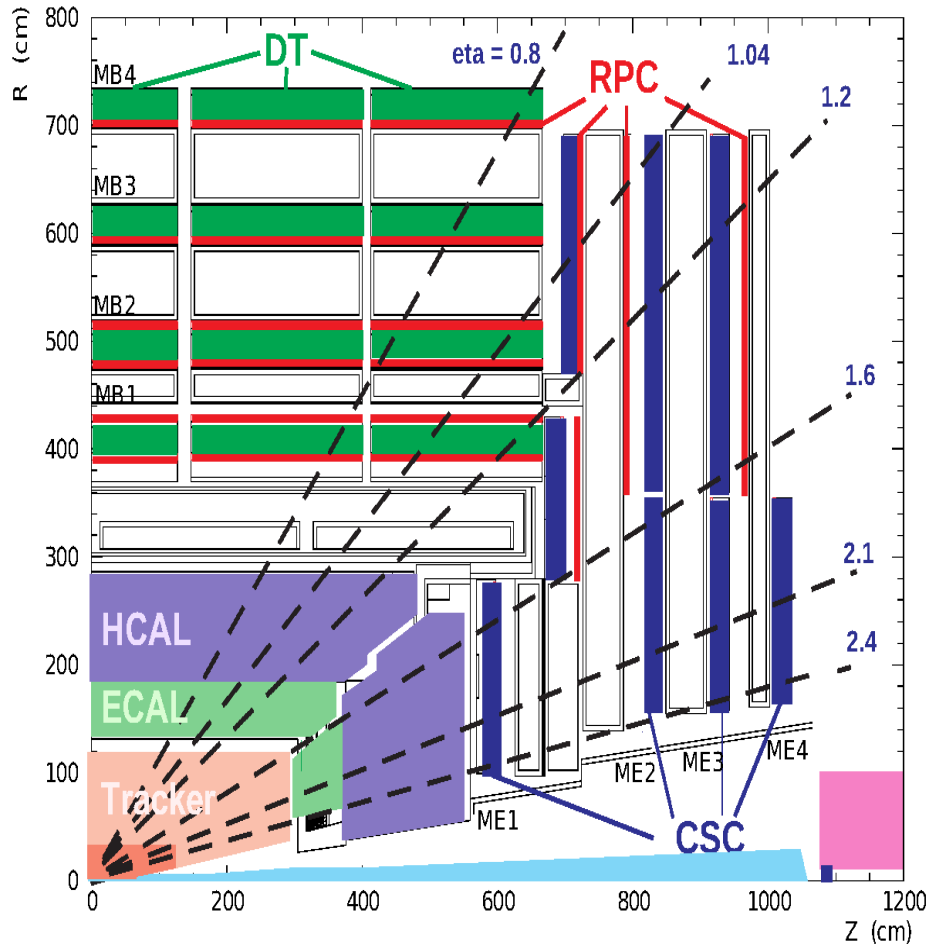 R (cm)
800
700
600
500
400
300
200
100
0
MB4
DT
eta = 0.8
1.04
RPC
1.2
MB3
MB2
MB1
1.6
2.1
2.4
HCAL
ECAL
Tracker
ME1
ME2
ME3
ME4
CSC
0
200
400
600
800
1000
1200
Z (cm)